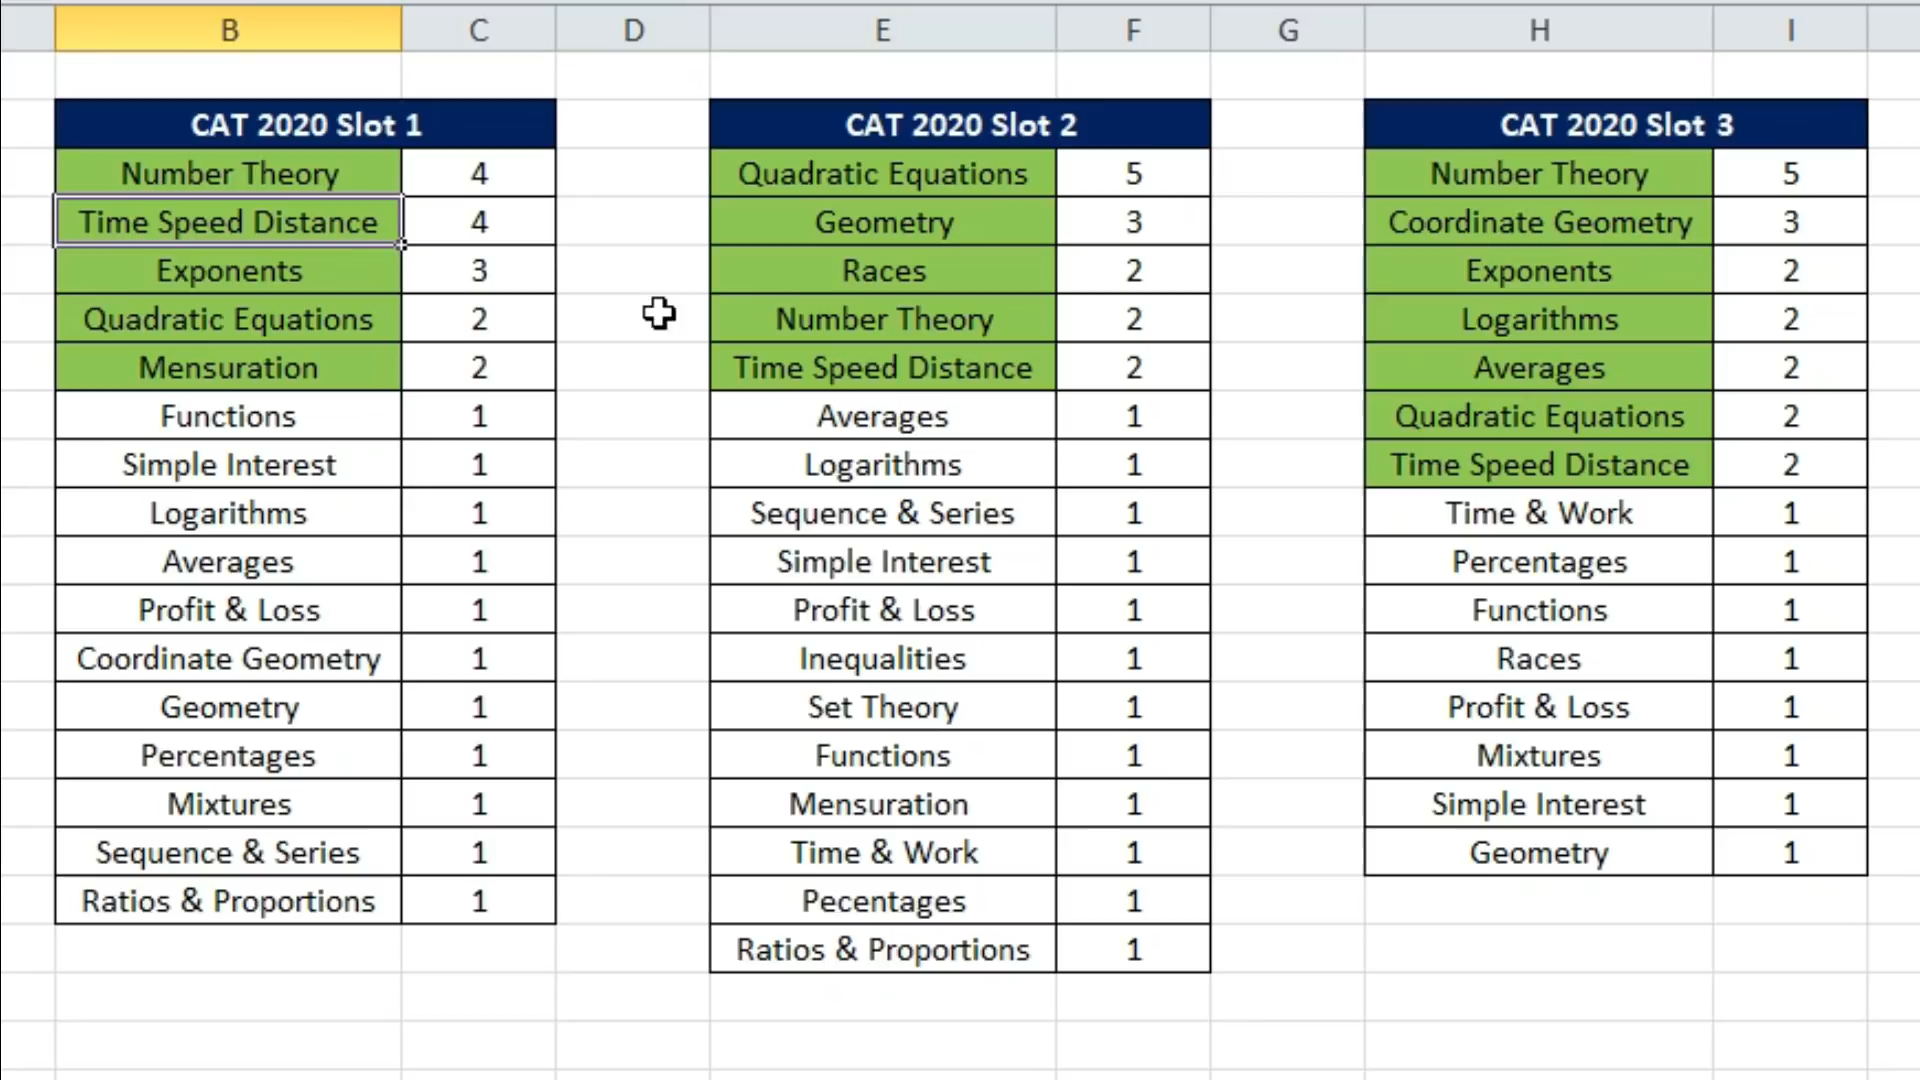 B C D E F G H I
CAT 2020 Slot 1 CAT 2020 Slot 2 CAT 2020 Slot 3
Number Theory 4 Quadratic Equations 5 Number Theory 5
Time Speed Distance 4 Geometry 3 Coordinate Geometry 3
Exponents 3 Races 2 Exponents 2
Quadratic Equations 2 Number Theory 2 Logarithms 2
Mensuration 2 Time Speed Distance 2 Averages 2
Functions 1 Averages 1 Quadratic Equations 2
Simple Interest 1 Logarithms 1 Time Speed Distance 2
Logarithms 1 Sequence & Series 1 Time & Work 1
Averages 1 Simple Interest 1 Percentages 1
Profit & Loss 1 Profit & Loss 1 Functions 1
Coordinate Geometry 1 Inequalities 1 Races 1
Geometry 1 Set Theory 1 Profit & Loss 1
Percentages 1 Functions 1 Mixtures 1
Mixtures 1 Mensuration 1 Simple Interest 1
Sequence & Series 1 Time & Work 1 Geometry 1
Ratios & Proportions 1 Pecentages 1
Ratios & Proportions 1